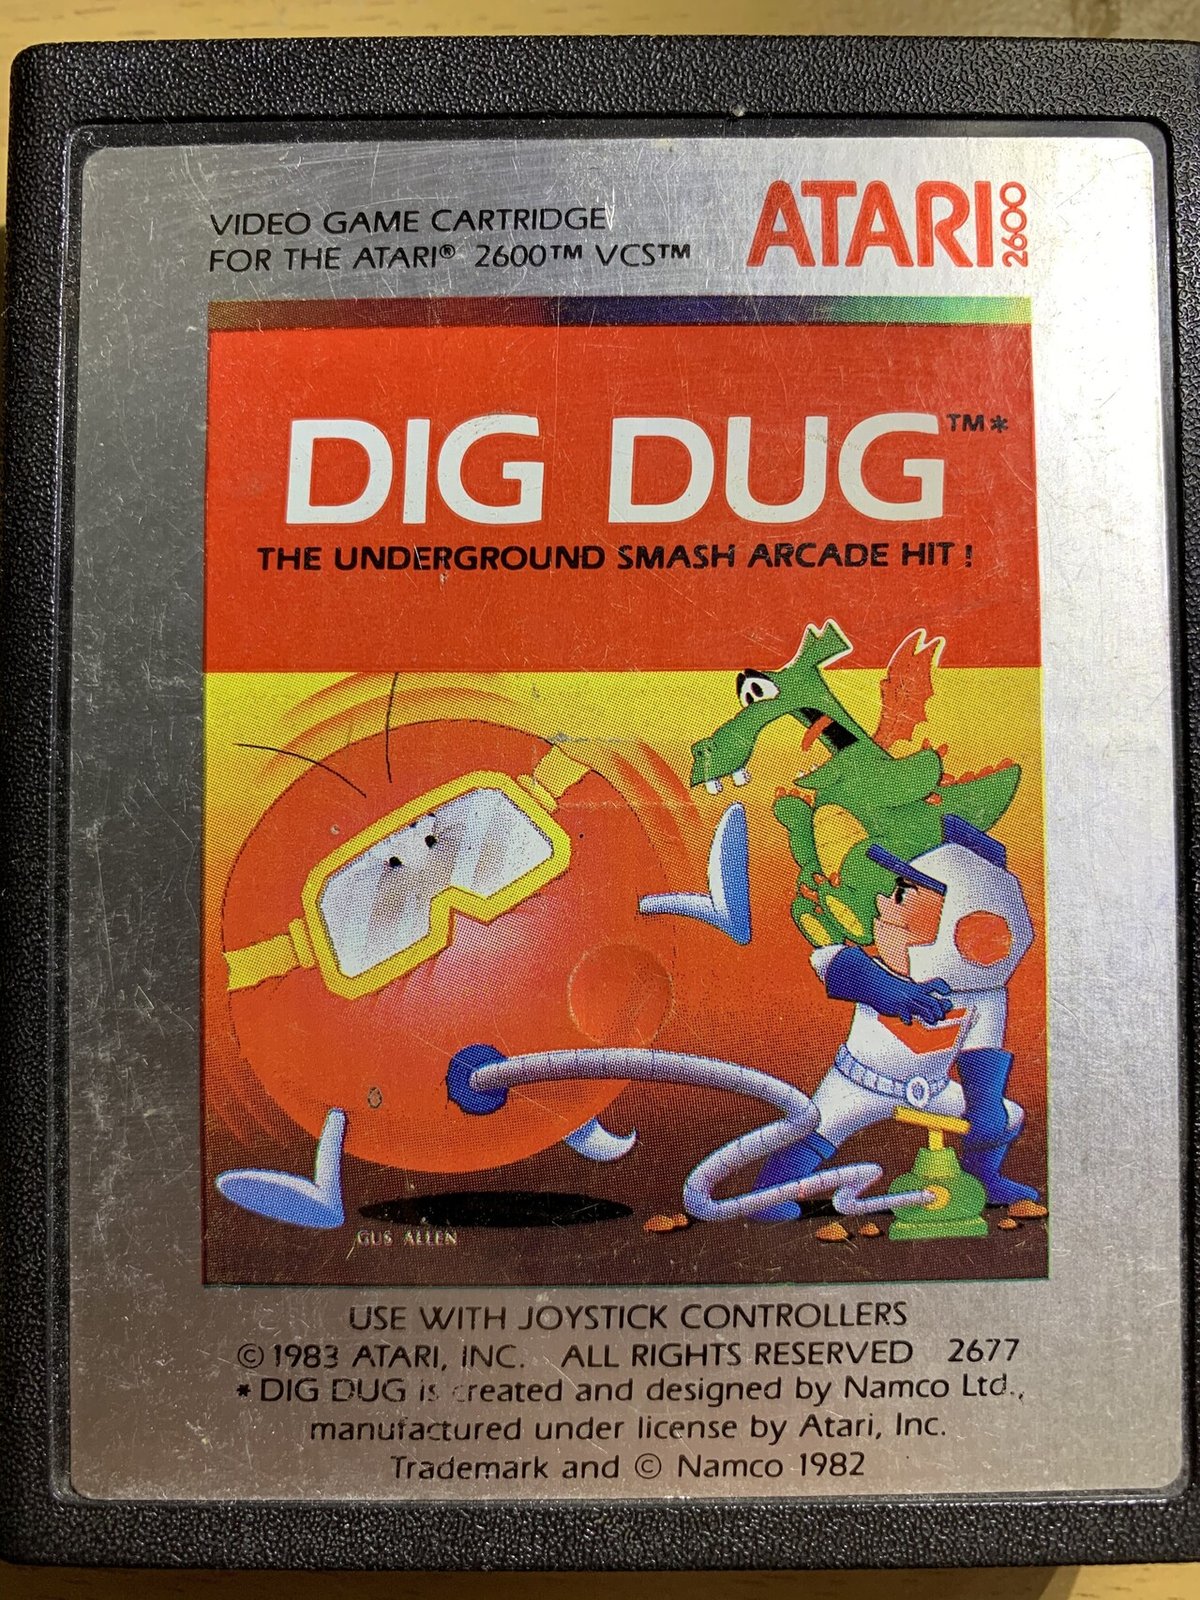 VIDEO GAME CARTRIDGE
FOR THE ATARI® 2600™ VCS™
ATARI 2600
DIG DUG™*
THE UNDERGROUND SMASH ARCADE HIT !
GUS ALLEN
USE WITH JOYSTICK CONTROLLERS
© 1983 ATARI, INC. ALL RIGHTS RESERVED 2677
* DIG DUG is created and designed by Namco Ltd.,
manufactured under license by Atari, Inc.
Trademark and © Namco 1982